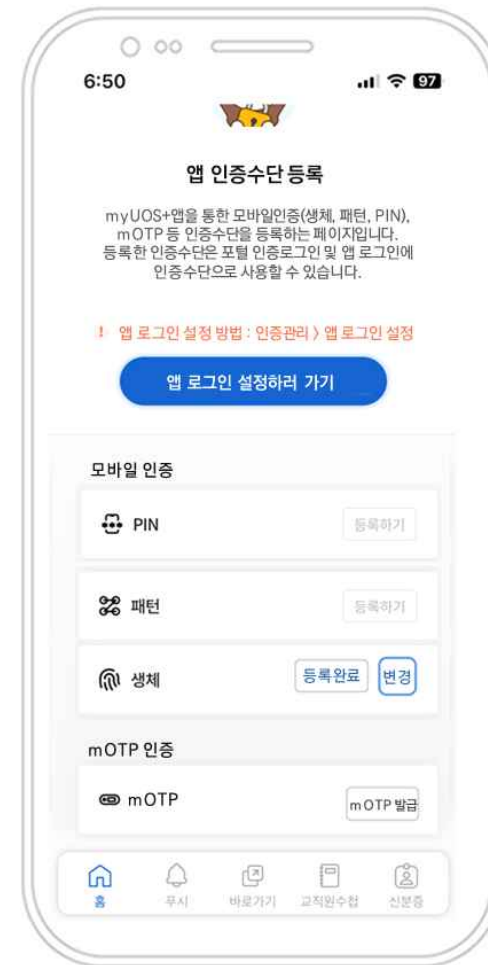 6:50
97
앱 인증수단 등록
myUOS+앱을 통한 모바일인증(생체, 패턴, PIN),
mOTP 등 인증수단을 등록하는 페이지입니다.
등록한 인증수단은 포털 인증로그인 및 앱 로그인에
인증수단으로 사용할 수 있습니다.
! 앱 로그인 설정 방법 : 인증관리 > 앱 로그인 설정
앱 로그인 설정하러 가기
모바일 인증
PIN 등록하기
패턴 등록하기
생체 등록완료 변경
mOTP 인증
mOTP mOTP 발급
홈 푸시 바로가기 교직원수첩 신분증